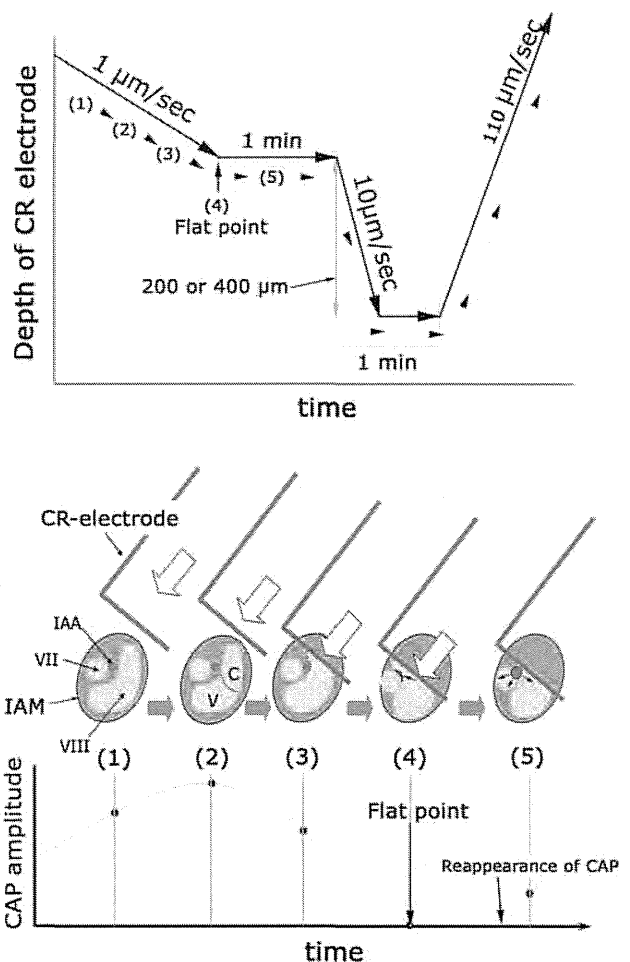 1 μm/sec
(1)
(2)
(3)
1 min
(4)
(5)
Flat point
10μm/sec
110 μm/sec
200 or 400 μm
1 min
Depth of CR electrode
time
CR-electrode
IAA
VII
IAM
VIII
C
V
(1)
(2)
(3)
(4)
(5)
Flat point
Reappearance of CAP
CAP amplitude
time